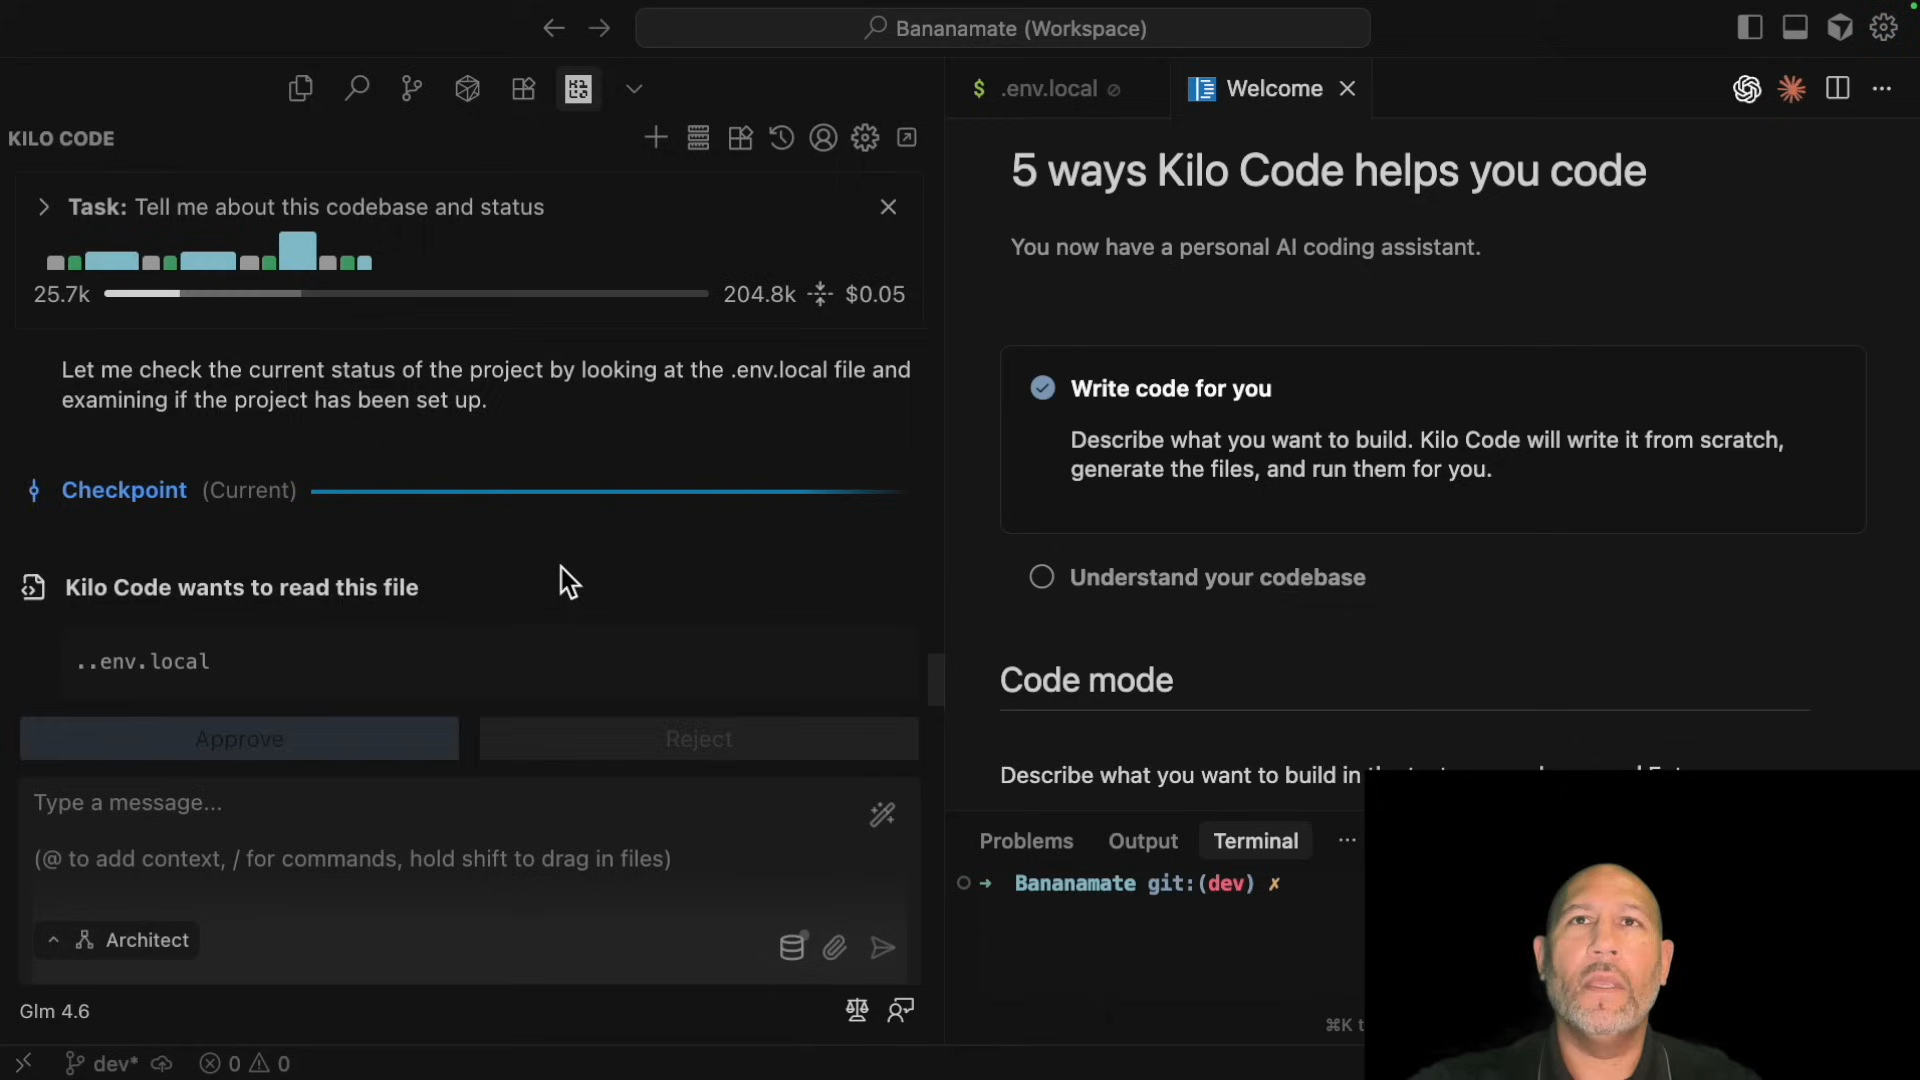 Bananamate (Workspace)
KILO CODE
Task: Tell me about this codebase and status
25.7k
204.8k
$0.05
Let me check the current status of the project by looking at the .env.local file and
examining if the project has been set up.
Checkpoint (Current)
Kilo Code wants to read this file
..env.local
Approve
Reject
Type a message...
(@ to add context, / for commands, hold shift to drag in files)
Architect
Glm 4.6
dev*
0
0
$ .env.local
Welcome
5 ways Kilo Code helps you code
You now have a personal AI coding assistant.
Write code for you
Describe what you want to build. Kilo Code will write it from scratch,
generate the files, and run them for you.
Understand your codebase
Code mode
Describe what you want to build in
Problems
Output
Terminal
Bananamate git:(dev) ✗
⌘K